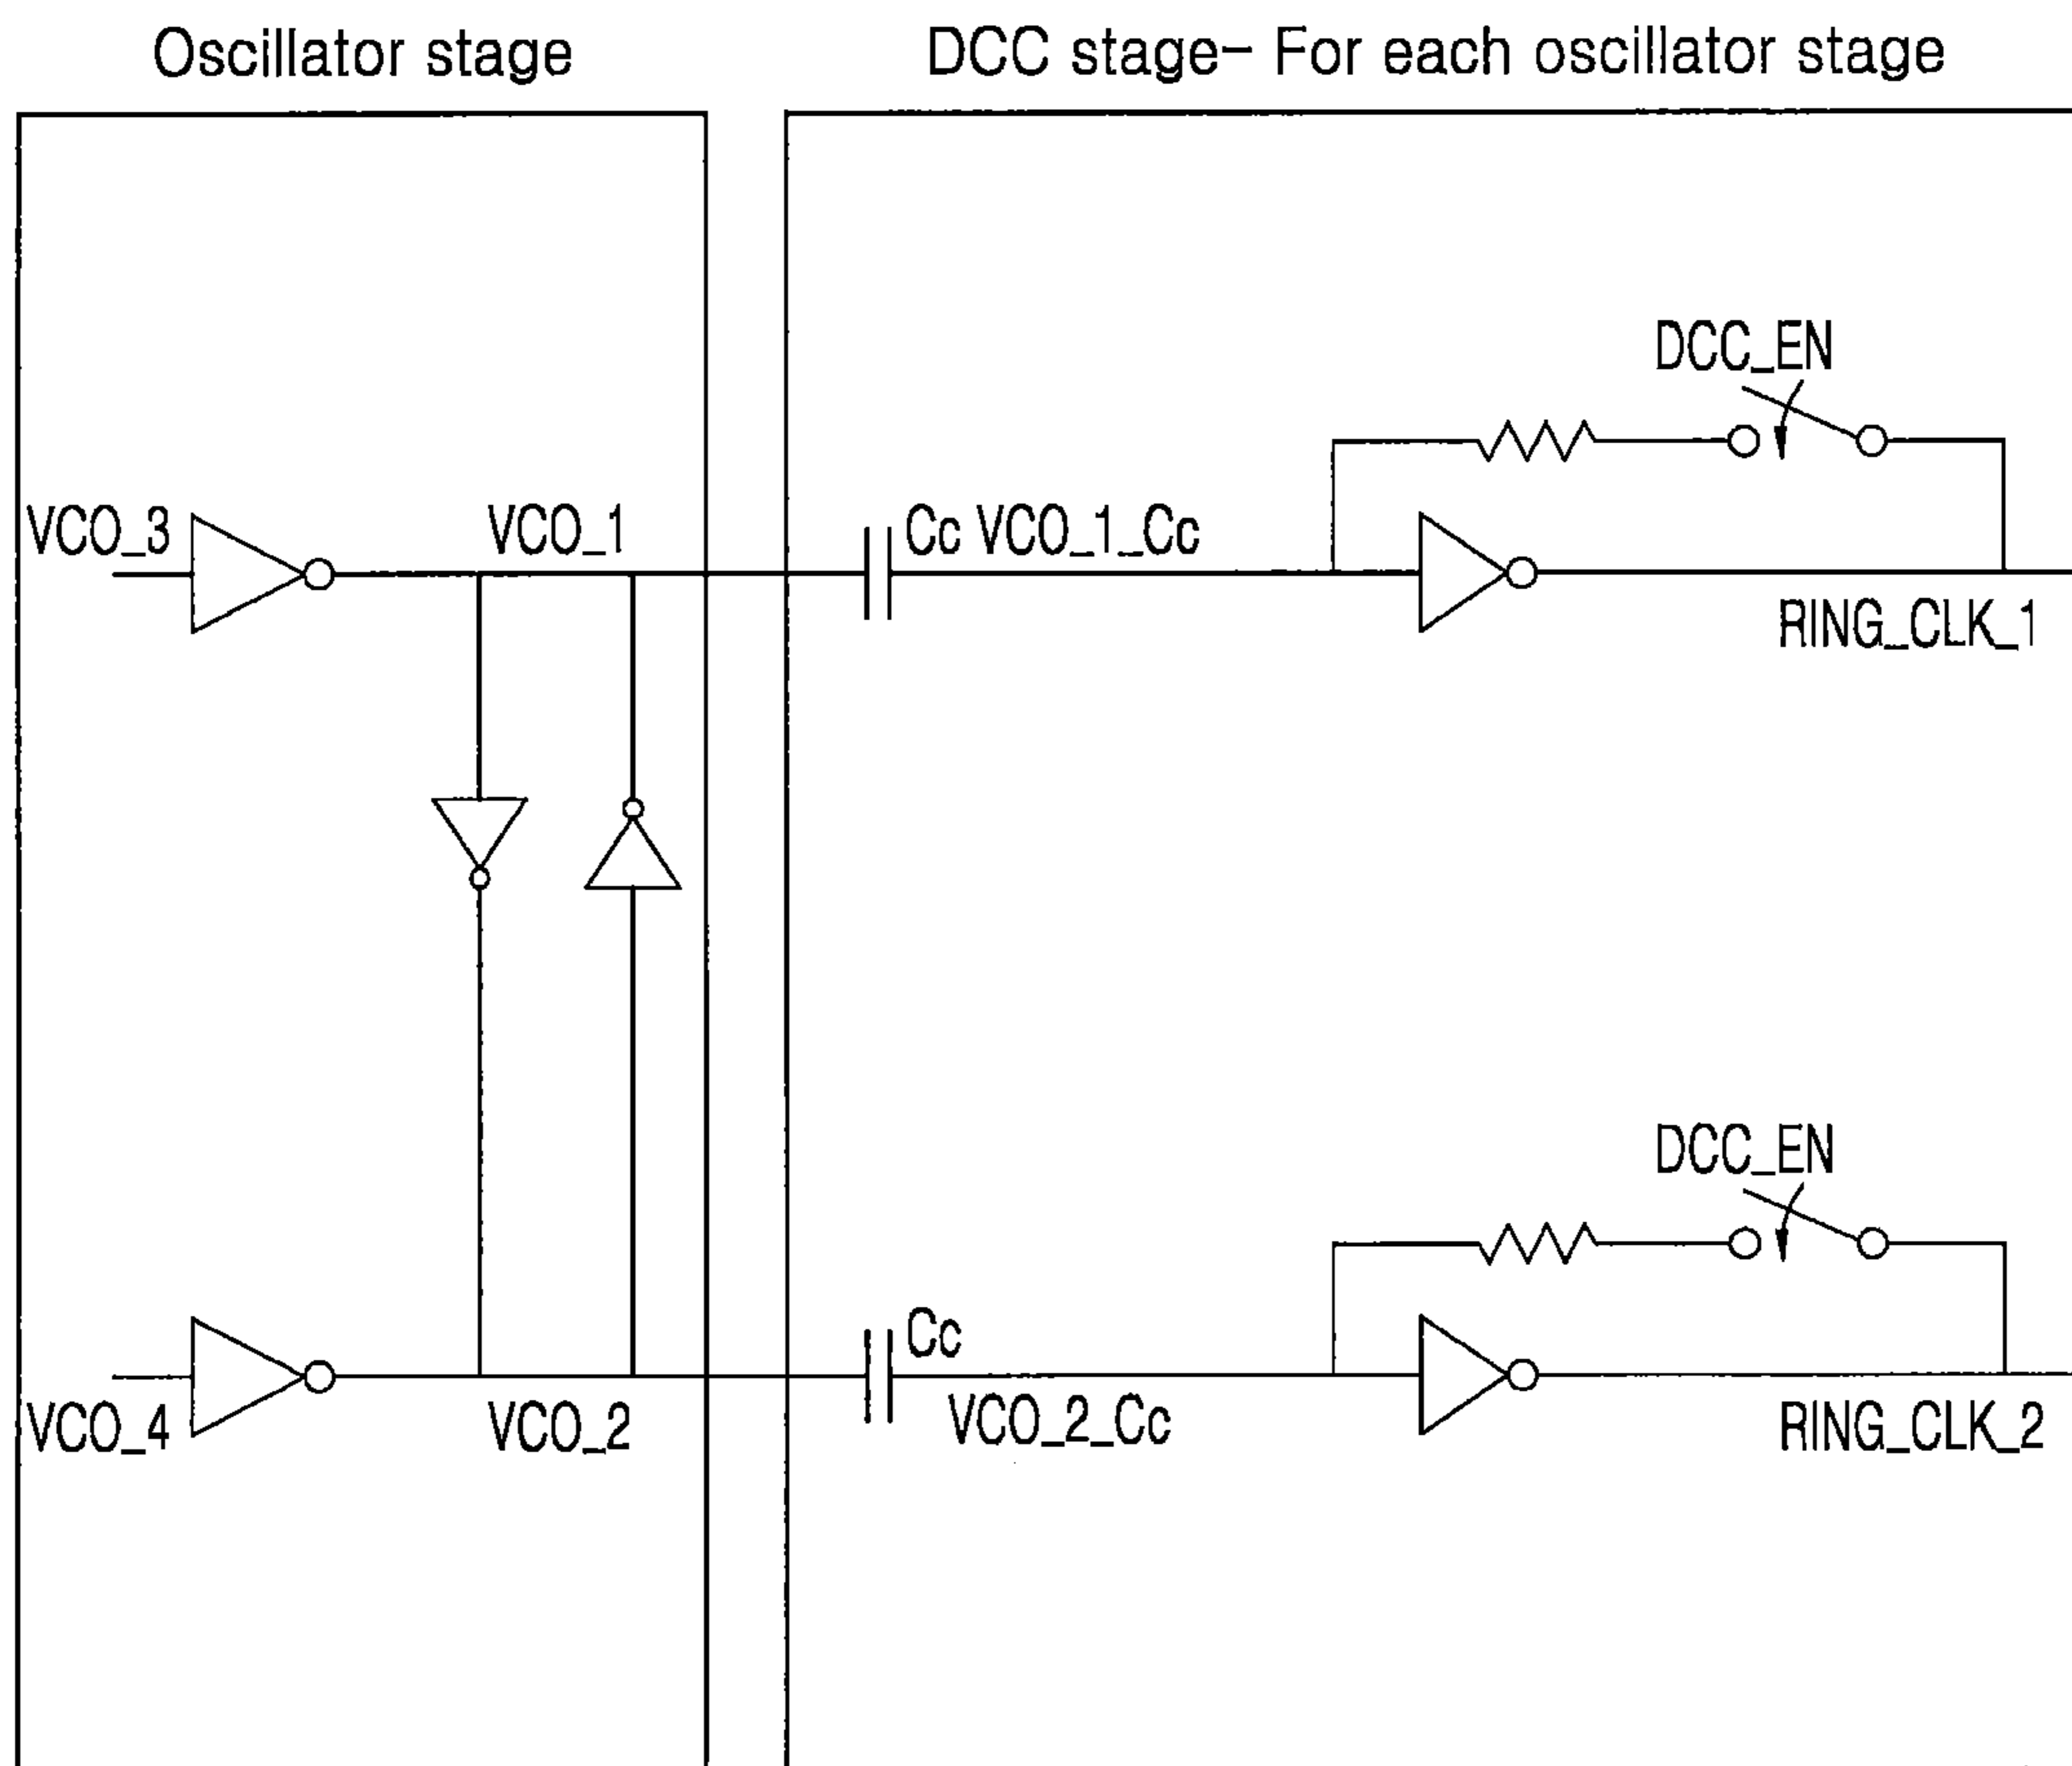 Oscillator stage
DCC stage- For each oscillator stage
DCC_EN
VCO_3
VCO_1
Cc
VCO_1_Cc
RING_CLK_1
DCC_EN
Cc
VCO_4
VCO_2
VCO_2_Cc
RING_CLK_2